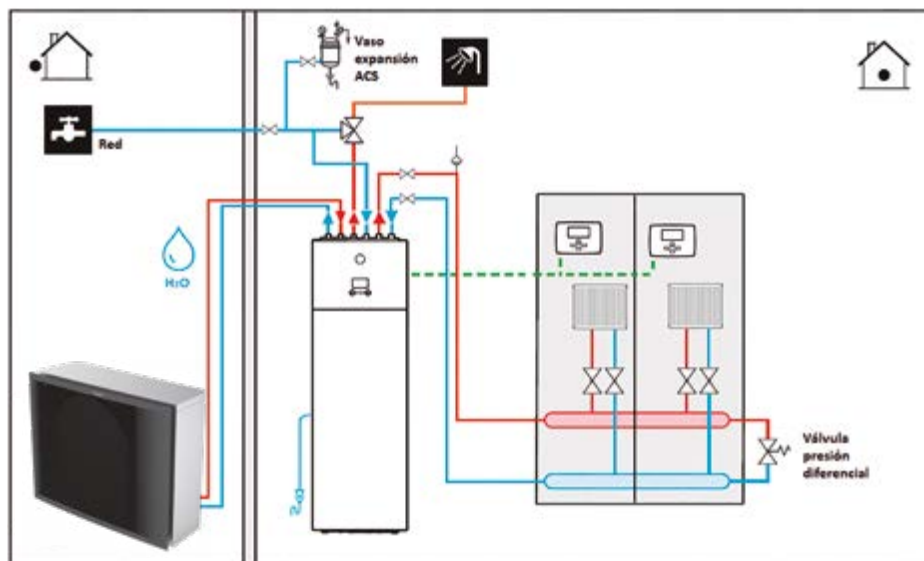 Vaso
expansión
ACS
Red
H₂O
Válvula
presión
diferencial